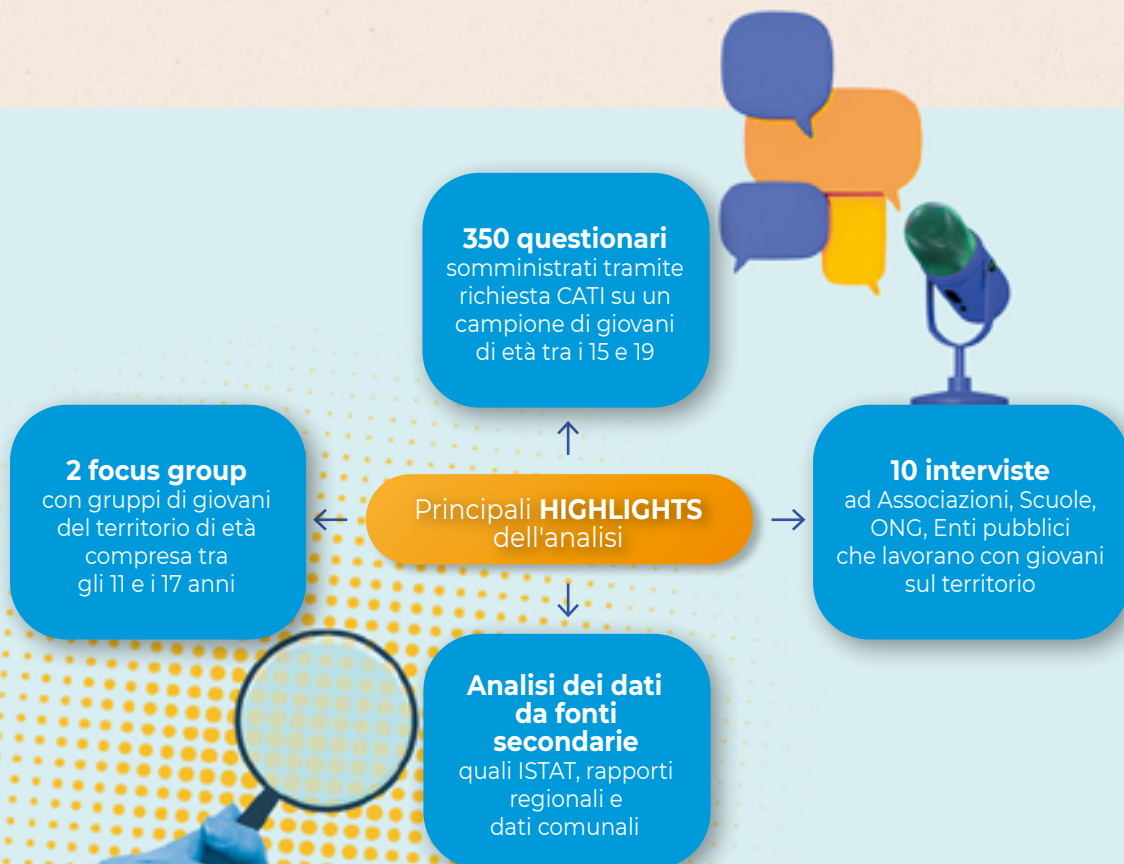 350 questionari
somministrati tramite
richiesta CATI su un
campione di giovani
di età tra i 15 e 19
2 focus group
con gruppi di giovani
del territorio di età
compresa tra
gli 11 e i 17 anni
Principali HIGHLIGHTS
dell'analisi
10 interviste
ad Associazioni, Scuole,
ONG, Enti pubblici
che lavorano con giovani
sul territorio
Analisi dei dati
da fonti
secondarie
quali ISTAT, rapporti
regionali e
dati comunali